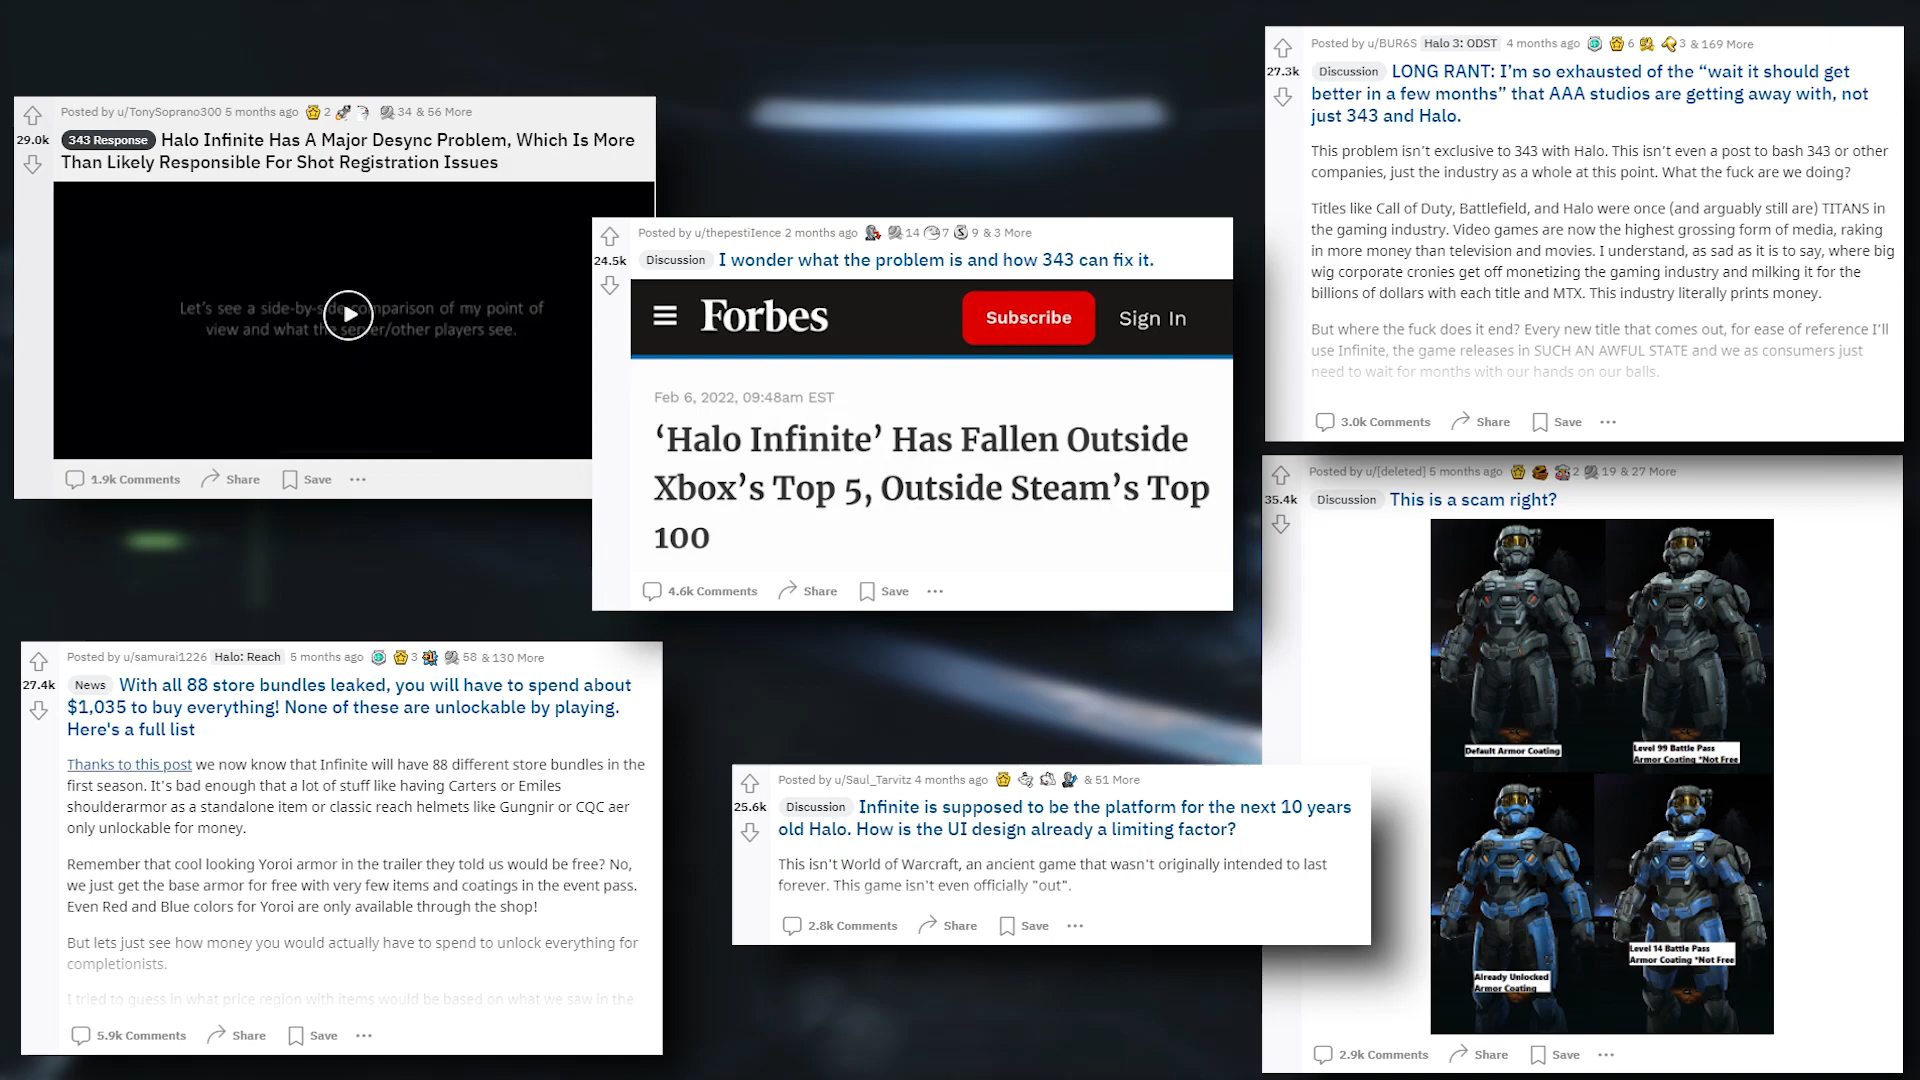 Posted by u/TonySoprano300 5 months ago 2 34 & 56 More
29.0k
343 Response Halo Infinite Has A Major Desync Problem, Which Is More
Than Likely Responsible For Shot Registration Issues
Let's see a side-by-side comparison of my point of
view and what the server/other players see.
1.9k Comments Share Save ...
Posted by u/thepestilence 2 months ago 14 7 9 & 3 More
24.5k
Discussion I wonder what the problem is and how 343 can fix it.
Forbes Subscribe Sign In
Feb 6, 2022, 09:48am EST
‘Halo Infinite’ Has Fallen Outside
Xbox’s Top 5, Outside Steam’s Top
100
4.6k Comments Share Save ...
Posted by u/BUR6S Halo 3: ODST 4 months ago 6 3 & 169 More
27.3k
Discussion LONG RANT: I’m so exhausted of the “wait it should get
better in a few months” that AAA studios are getting away with, not
just 343 and Halo.
This problem isn’t exclusive to 343 with Halo. This isn’t even a post to bash 343 or other
companies, just the industry as a whole at this point. What the fuck are we doing?
Titles like Call of Duty, Battlefield, and Halo were once (and arguably still are) TITANS in
the gaming industry. Video games are now the highest grossing form of media, raking
in more money than television and movies. I understand, as sad as it is to say, where big
wig corporate cronies get off monetizing the gaming industry and milking it for the
billions of dollars with each title and MTX. This industry literally prints money.
But where the fuck does it end? Every new title that comes out, for ease of reference I'll
use Infinite, the game releases in SUCH AN AWFUL STATE and we as consumers just
need to wait for months with our hands on our balls.
3.0k Comments Share Save ...
Posted by u/[deleted] 5 months ago 2 19 & 27 More
35.4k
Discussion This is a scam right?
Default Armor Coating
Level 99 Battle Pass
Armor Coating *Not Free
Already Unlocked
Armor Coating
Level 14 Battle Pass
Armor Coating *Not Free
2.9k Comments Share Save ...
Posted by u/samurai1226 Halo: Reach 5 months ago 3 58 & 130 More
27.4k
News With all 88 store bundles leaked, you will have to spend about
$1,035 to buy everything! None of these are unlockable by playing.
Here's a full list
Thanks to this post we now know that Infinite will have 88 different store bundles in the
first season. It's bad enough that a lot of stuff like having Carters or Emiles
shoulderarmor as a standalone item or classic reach helmets like Gungnir or CQC aer
only unlockable for money.
Remember that cool looking Yoroi armor in the trailer they told us would be free? No,
we just get the base armor for free with very few items and coatings in the event pass.
Even Red and Blue colors for Yoroi are only available through the shop!
But lets just see how money you would actually have to spend to unlock everything for
completionists.
I tried to guess in what price region with items would be based on what we saw in the
5.9k Comments Share Save ...
Posted by u/Saul_Tarvitz 4 months ago & 51 More
25.6k
Discussion Infinite is supposed to be the platform for the next 10 years
old Halo. How is the UI design already a limiting factor?
This isn't World of Warcraft, an ancient game that wasn't originally intended to last
forever. This game isn't even officially "out".
2.8k Comments Share Save ...